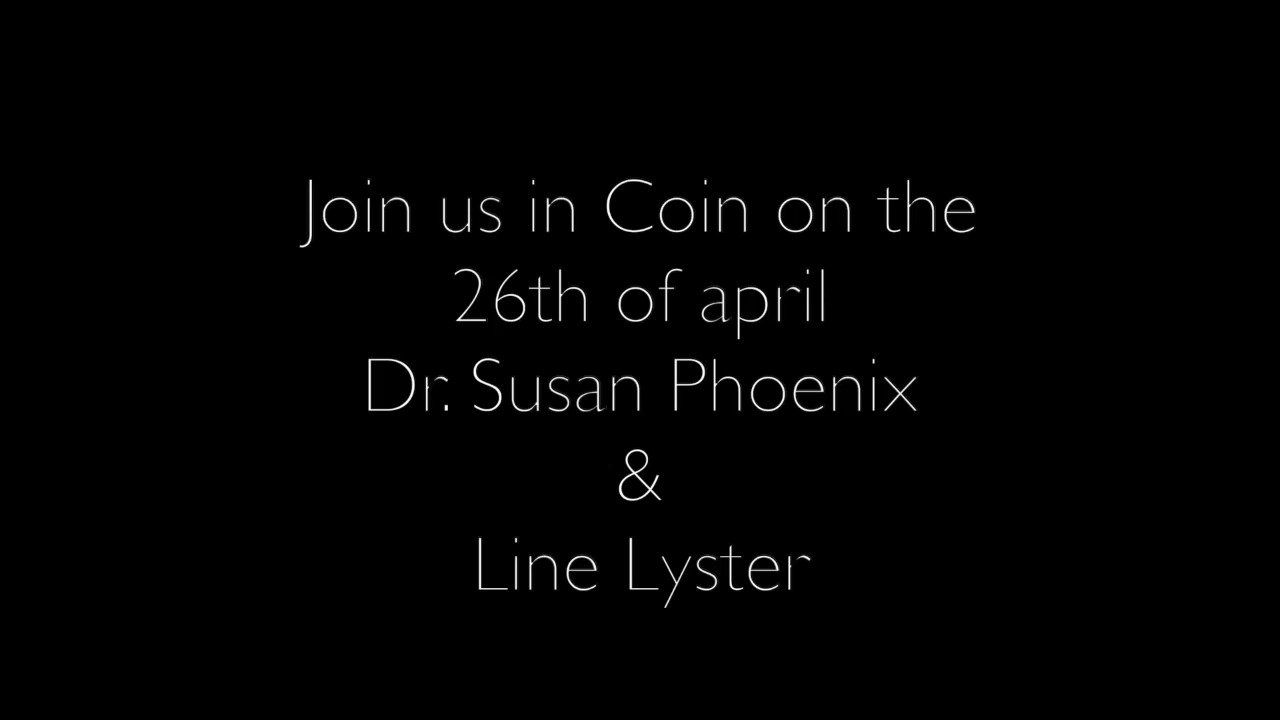 Join us in Coin on the
26th of april
Dr. Susan Phoenix
&
Line Lyster